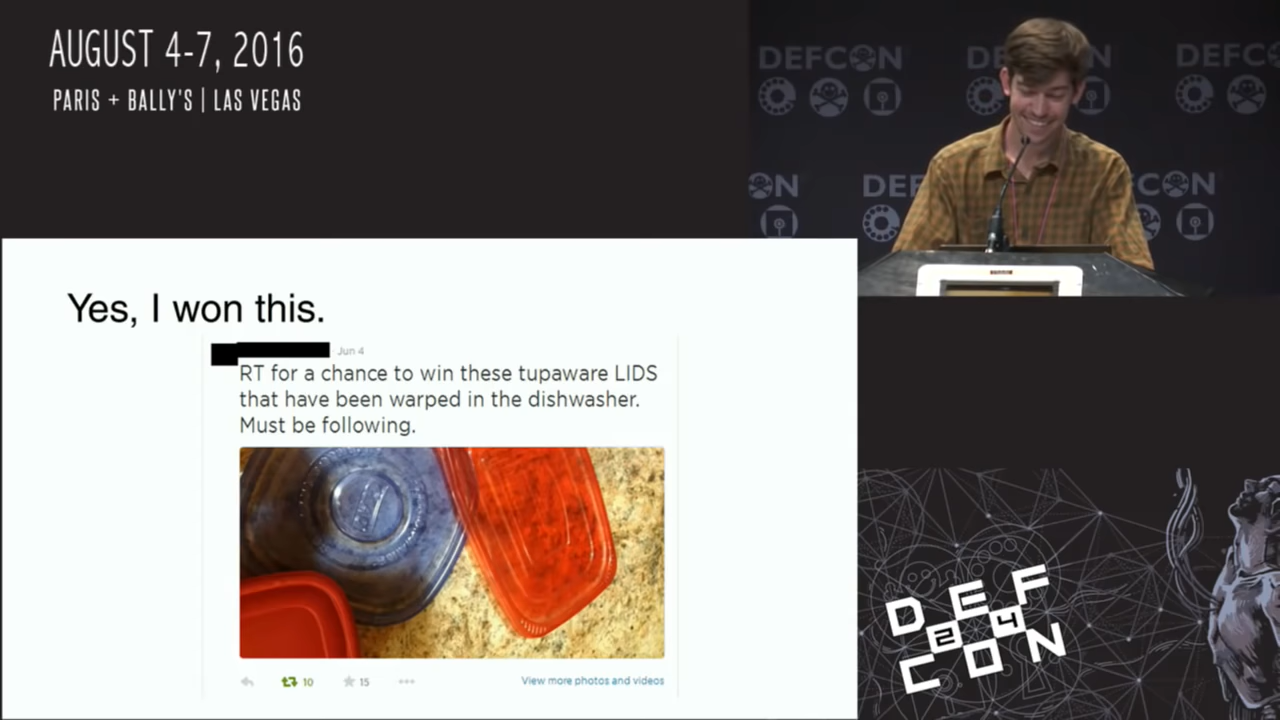 AUGUST 4-7, 2016
PARIS + BALLY'S | LAS VEGAS
DEFCON
DEFCON
Yes, I won this.
Jun 4
RT for a chance to win these tupaware LIDS
that have been warped in the dishwasher.
Must be following.
10
15
View more photos and videos
DEF
24
CON